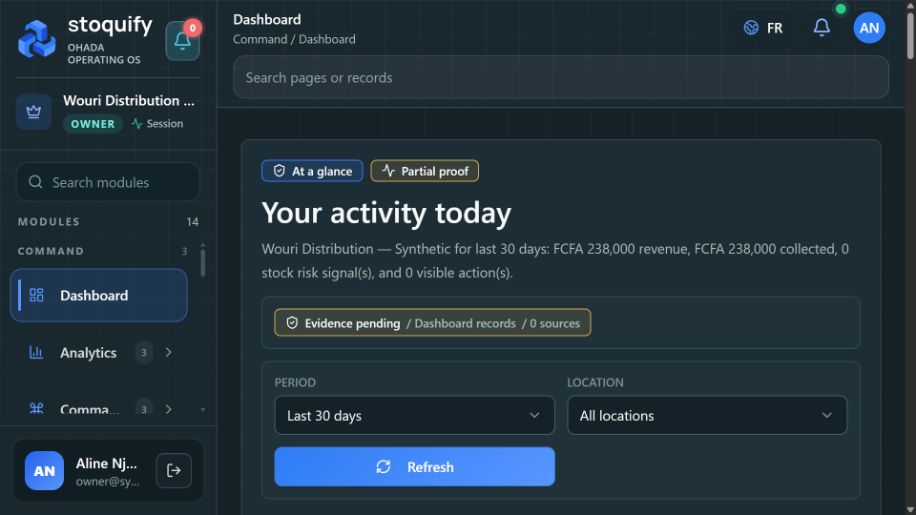 stoquify
OHADA
OPERATING OS
0
Wouri Distribution ...
OWNER
Session
Search modules
MODULES 14
COMMAND 3
Dashboard
Analytics 3
Comma... 3
AN
Aline Nj...
owner@sy...
Dashboard
Command / Dashboard
FR
AN
Search pages or records
At a glance
Partial proof
Your activity today
Wouri Distribution — Synthetic for last 30 days: FCFA 238,000 revenue, FCFA 238,000 collected, 0
stock risk signal(s), and 0 visible action(s).
Evidence pending / Dashboard records / 0 sources
PERIOD
Last 30 days
LOCATION
All locations
Refresh